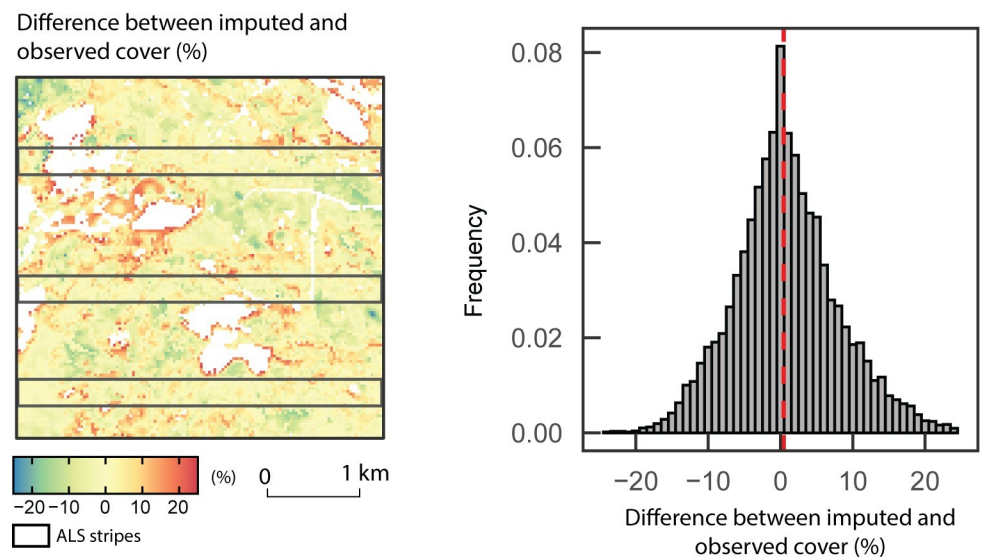 Difference between imputed and
observed cover (%)
−20 −10 0 10 20 (%)
0 1 km
ALS stripes
Frequency
0.08
0.06
0.04
0.02
0.00
−20 −10 0 10 20
Difference between imputed and
observed cover (%)